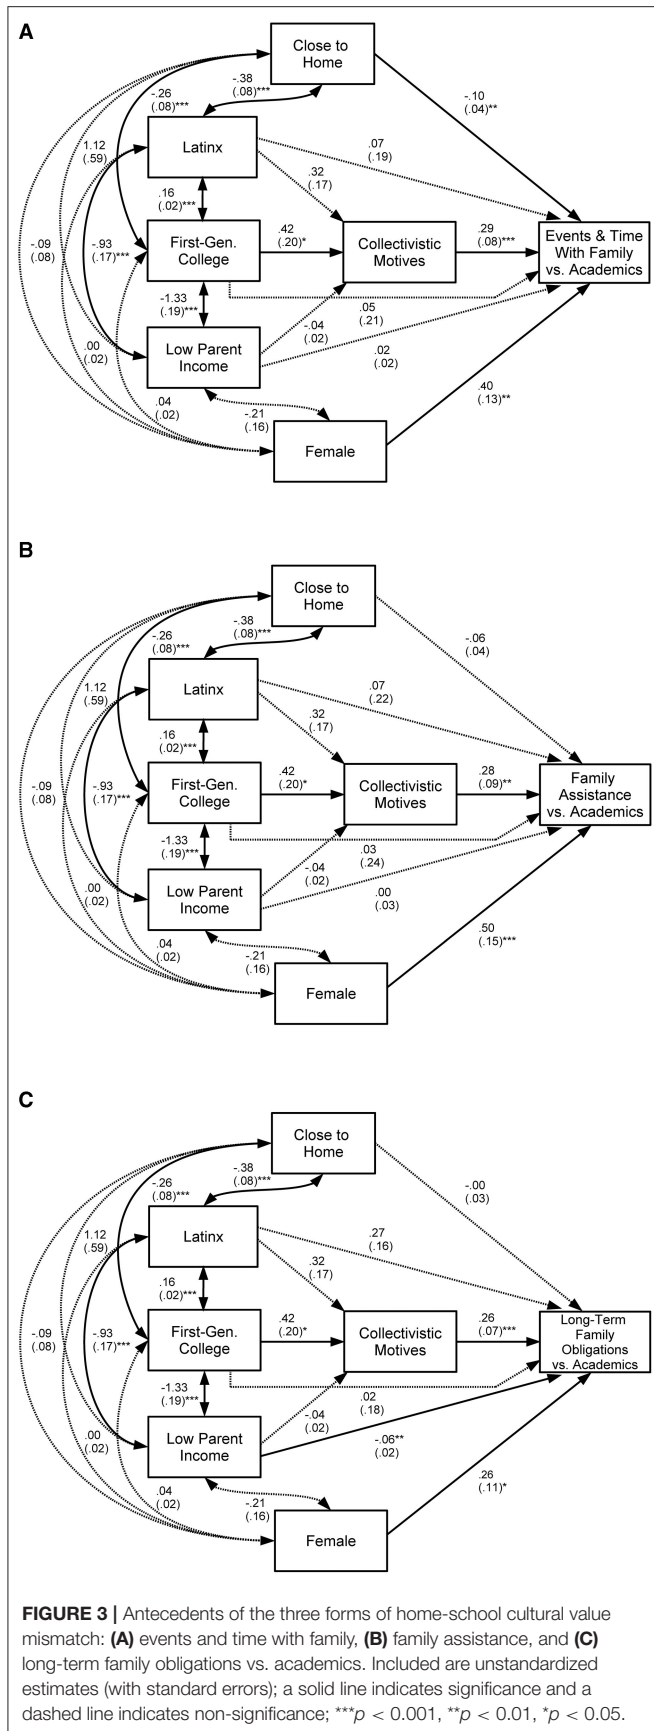 A
Close to
Home
-.38
(.08)***
-.26
(.08)***
-.10
(.04)**
Latinx
1.12
(.59)
.07
(.19)
.32
(.17)
.16
(.02)***
First-Gen.
College
.42
(.20)*
Collectivistic
Motives
.29
(.08)***
Events & Time
With Family
vs. Academics
-.09
(.08)
-.93
(.17)***
-1.33
(.19)***
.05
(.21)
-.04
(.02)
.02
(.02)
Low Parent
Income
.00
(.02)
.04
(.02)
-.21
(.16)
.40
(.13)**
Female
B
Close to
Home
-.38
(.08)***
-.26
(.08)***
-.06
(.04)
Latinx
1.12
(.59)
.07
(.22)
.32
(.17)
.16
(.02)***
First-Gen.
College
.42
(.20)*
Collectivistic
Motives
.28
(.09)**
Family
Assistance
vs. Academics
-.09
(.08)
-.93
(.17)***
-1.33
(.19)***
.03
(.24)
-.04
(.02)
.00
(.03)
Low Parent
Income
.00
(.02)
.04
(.02)
-.21
(.16)
.50
(.15)***
Female
C
Close to
Home
-.38
(.08)***
-.26
(.08)***
-.00
(.03)
Latinx
1.12
(.59)
.27
(.16)
.32
(.17)
.16
(.02)***
First-Gen.
College
.42
(.20)*
Collectivistic
Motives
.26
(.07)***
Long-Term
Family
Obligations
vs. Academics
-.09
(.08)
-.93
(.17)***
-1.33
(.19)***
.02
(.18)
-.04
(.02)
-.06**
(.02)
Low Parent
Income
.00
(.02)
.04
(.02)
-.21
(.16)
.26
(.11)*
Female
FIGURE 3 | Antecedents of the three forms of home-school cultural value
mismatch: (A) events and time with family, (B) family assistance, and (C)
long-term family obligations vs. academics. Included are unstandardized
estimates (with standard errors); a solid line indicates significance and a
dashed line indicates non-significance; ***p < 0.001, **p < 0.01, *p < 0.05.